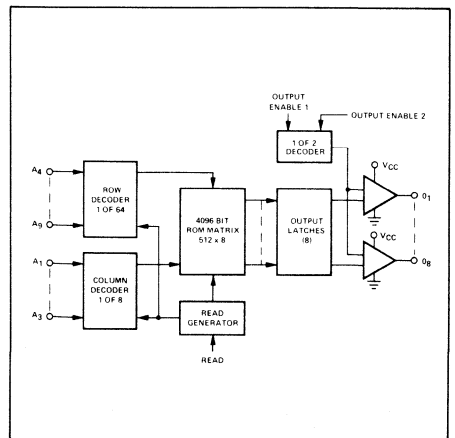 OUTPUT
ENABLE 1
OUTPUT ENABLE 2
1 OF 2
DECODER
VCC
A4
ROW
DECODER
1 OF 64
A9
4096 BIT
ROM MATRIX
512 x 8
OUTPUT
LATCHES
(8)
01
VCC
08
A1
COLUMN
DECODER
1 OF 8
A3
READ
GENERATOR
READ